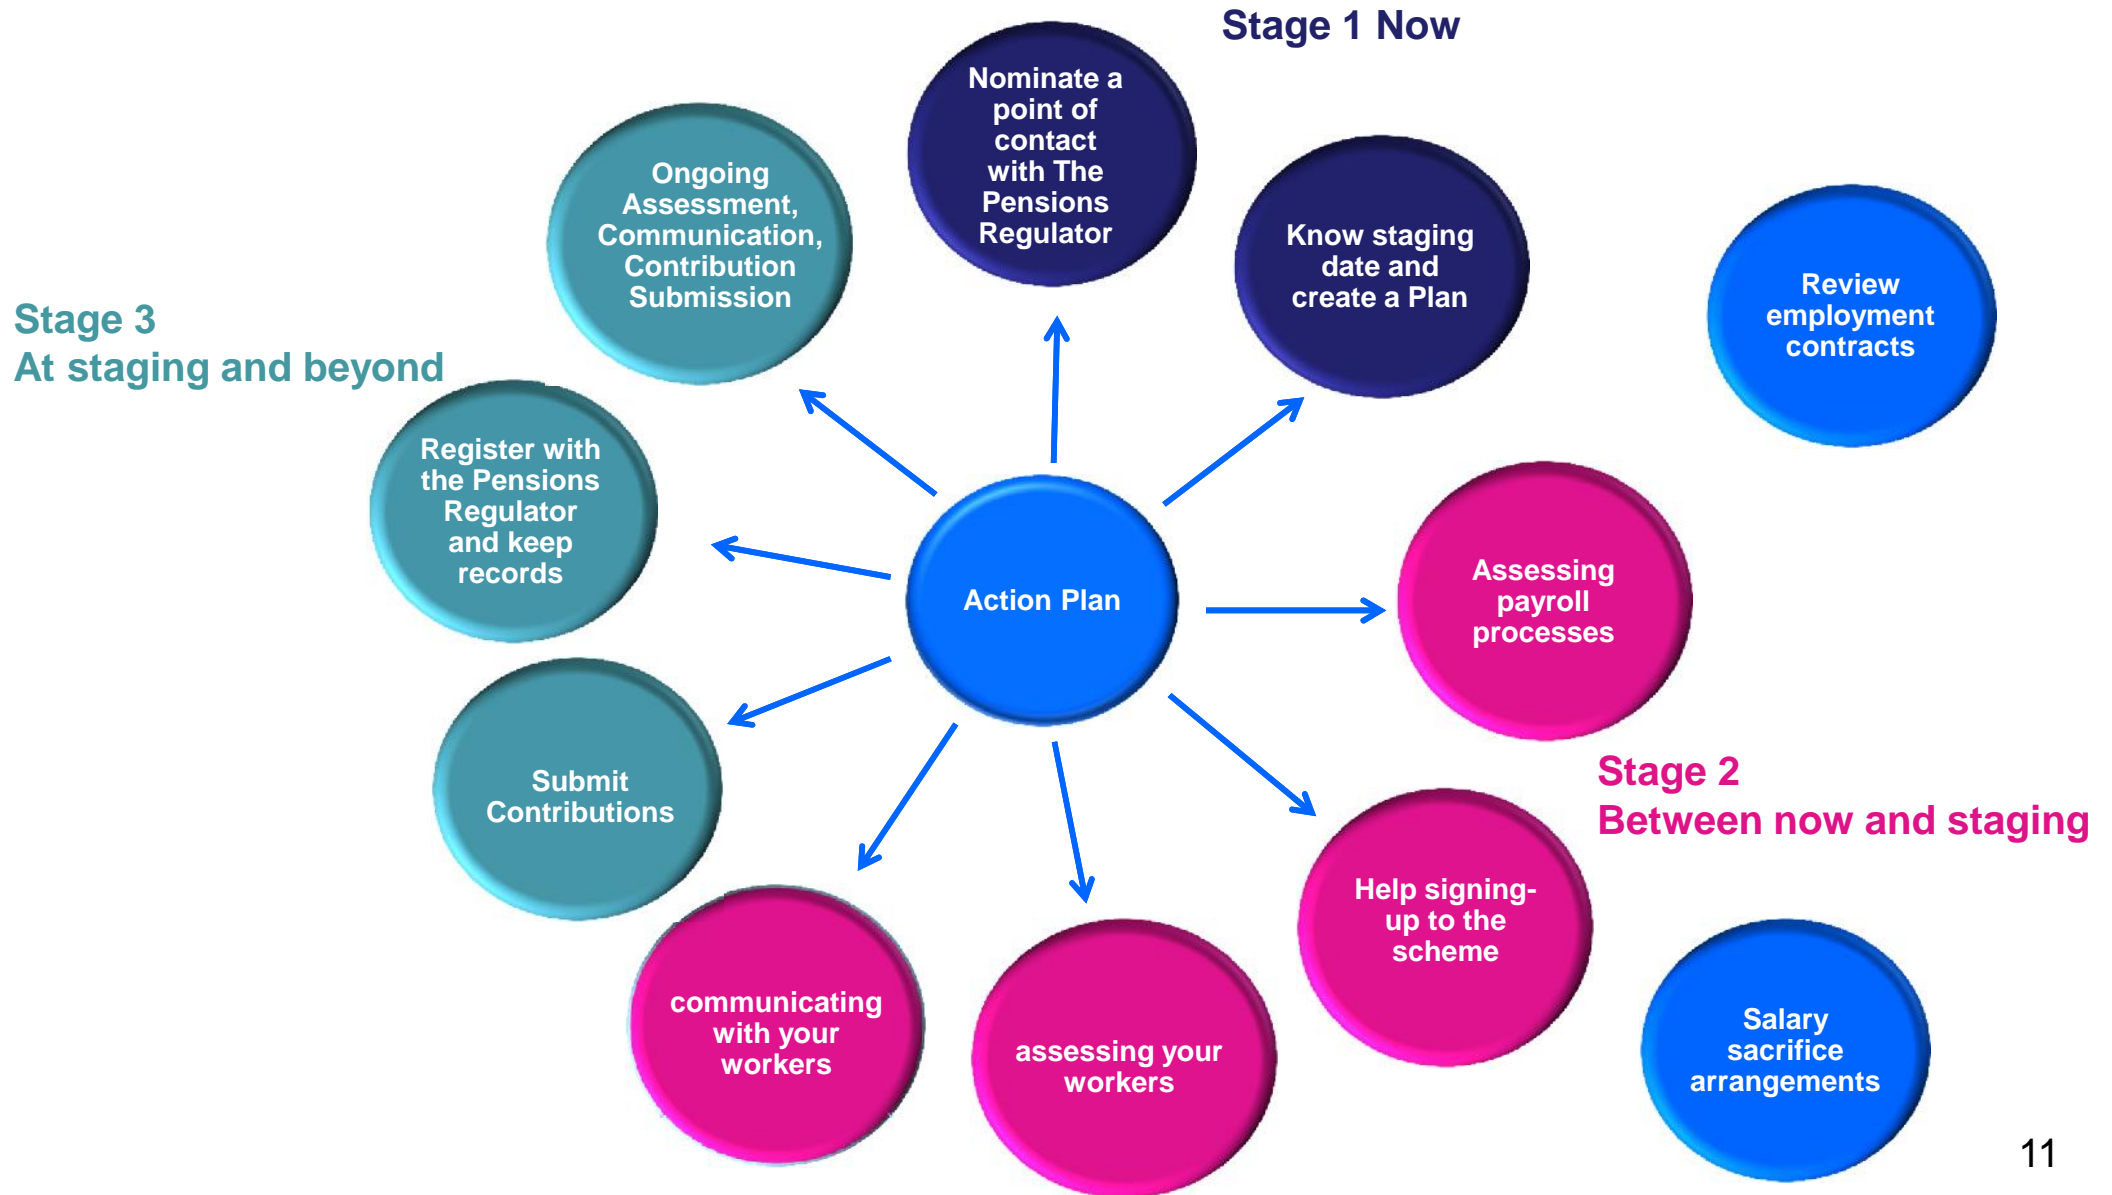 Stage 1 Now
Nominate a
point of
contact
with The
Pensions
Regulator
Know staging
date and
create a Plan
Review
employment
contracts
Assessing
payroll
processes
Stage 2
Between now and staging
Help signing-
up to the
scheme
Salary
sacrifice
arrangements
assessing your
workers
communicating
with your
workers
Submit
Contributions
Register with
the Pensions
Regulator
and keep
records
Stage 3
At staging and beyond
Ongoing
Assessment,
Communication,
Contribution
Submission
Action Plan
11